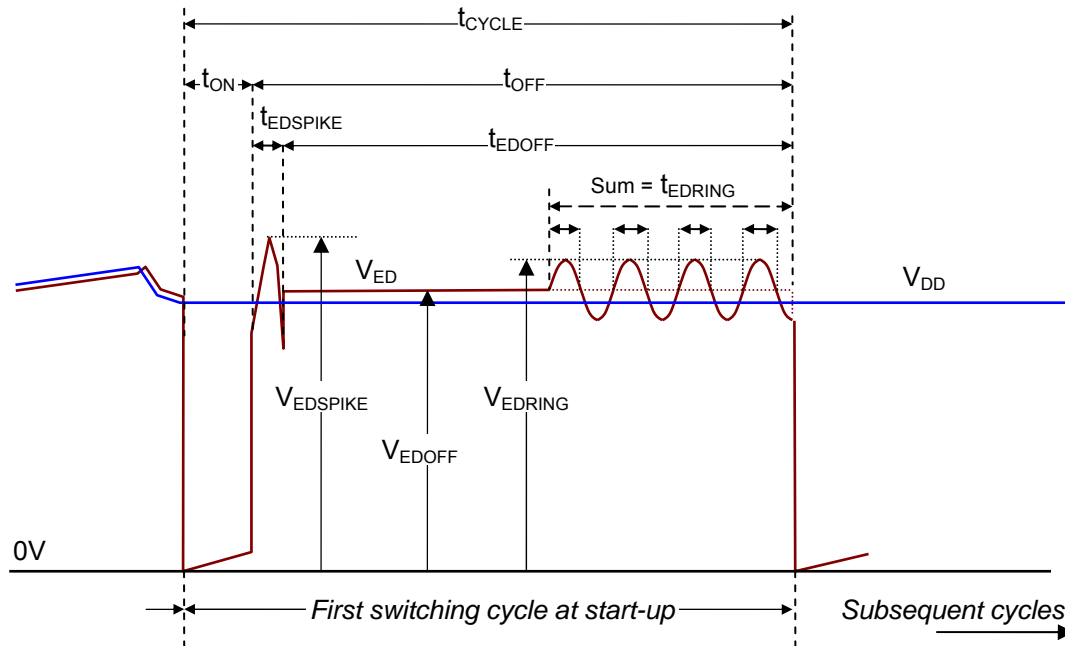 tCYCLE
tON
tOFF
tEDSPIKE
tEDOFF
Sum = tEDRING
VED
VDD
VEDSPIKE
VEDRING
VEDOFF
0V
First switching cycle at start-up
Subsequent cycles